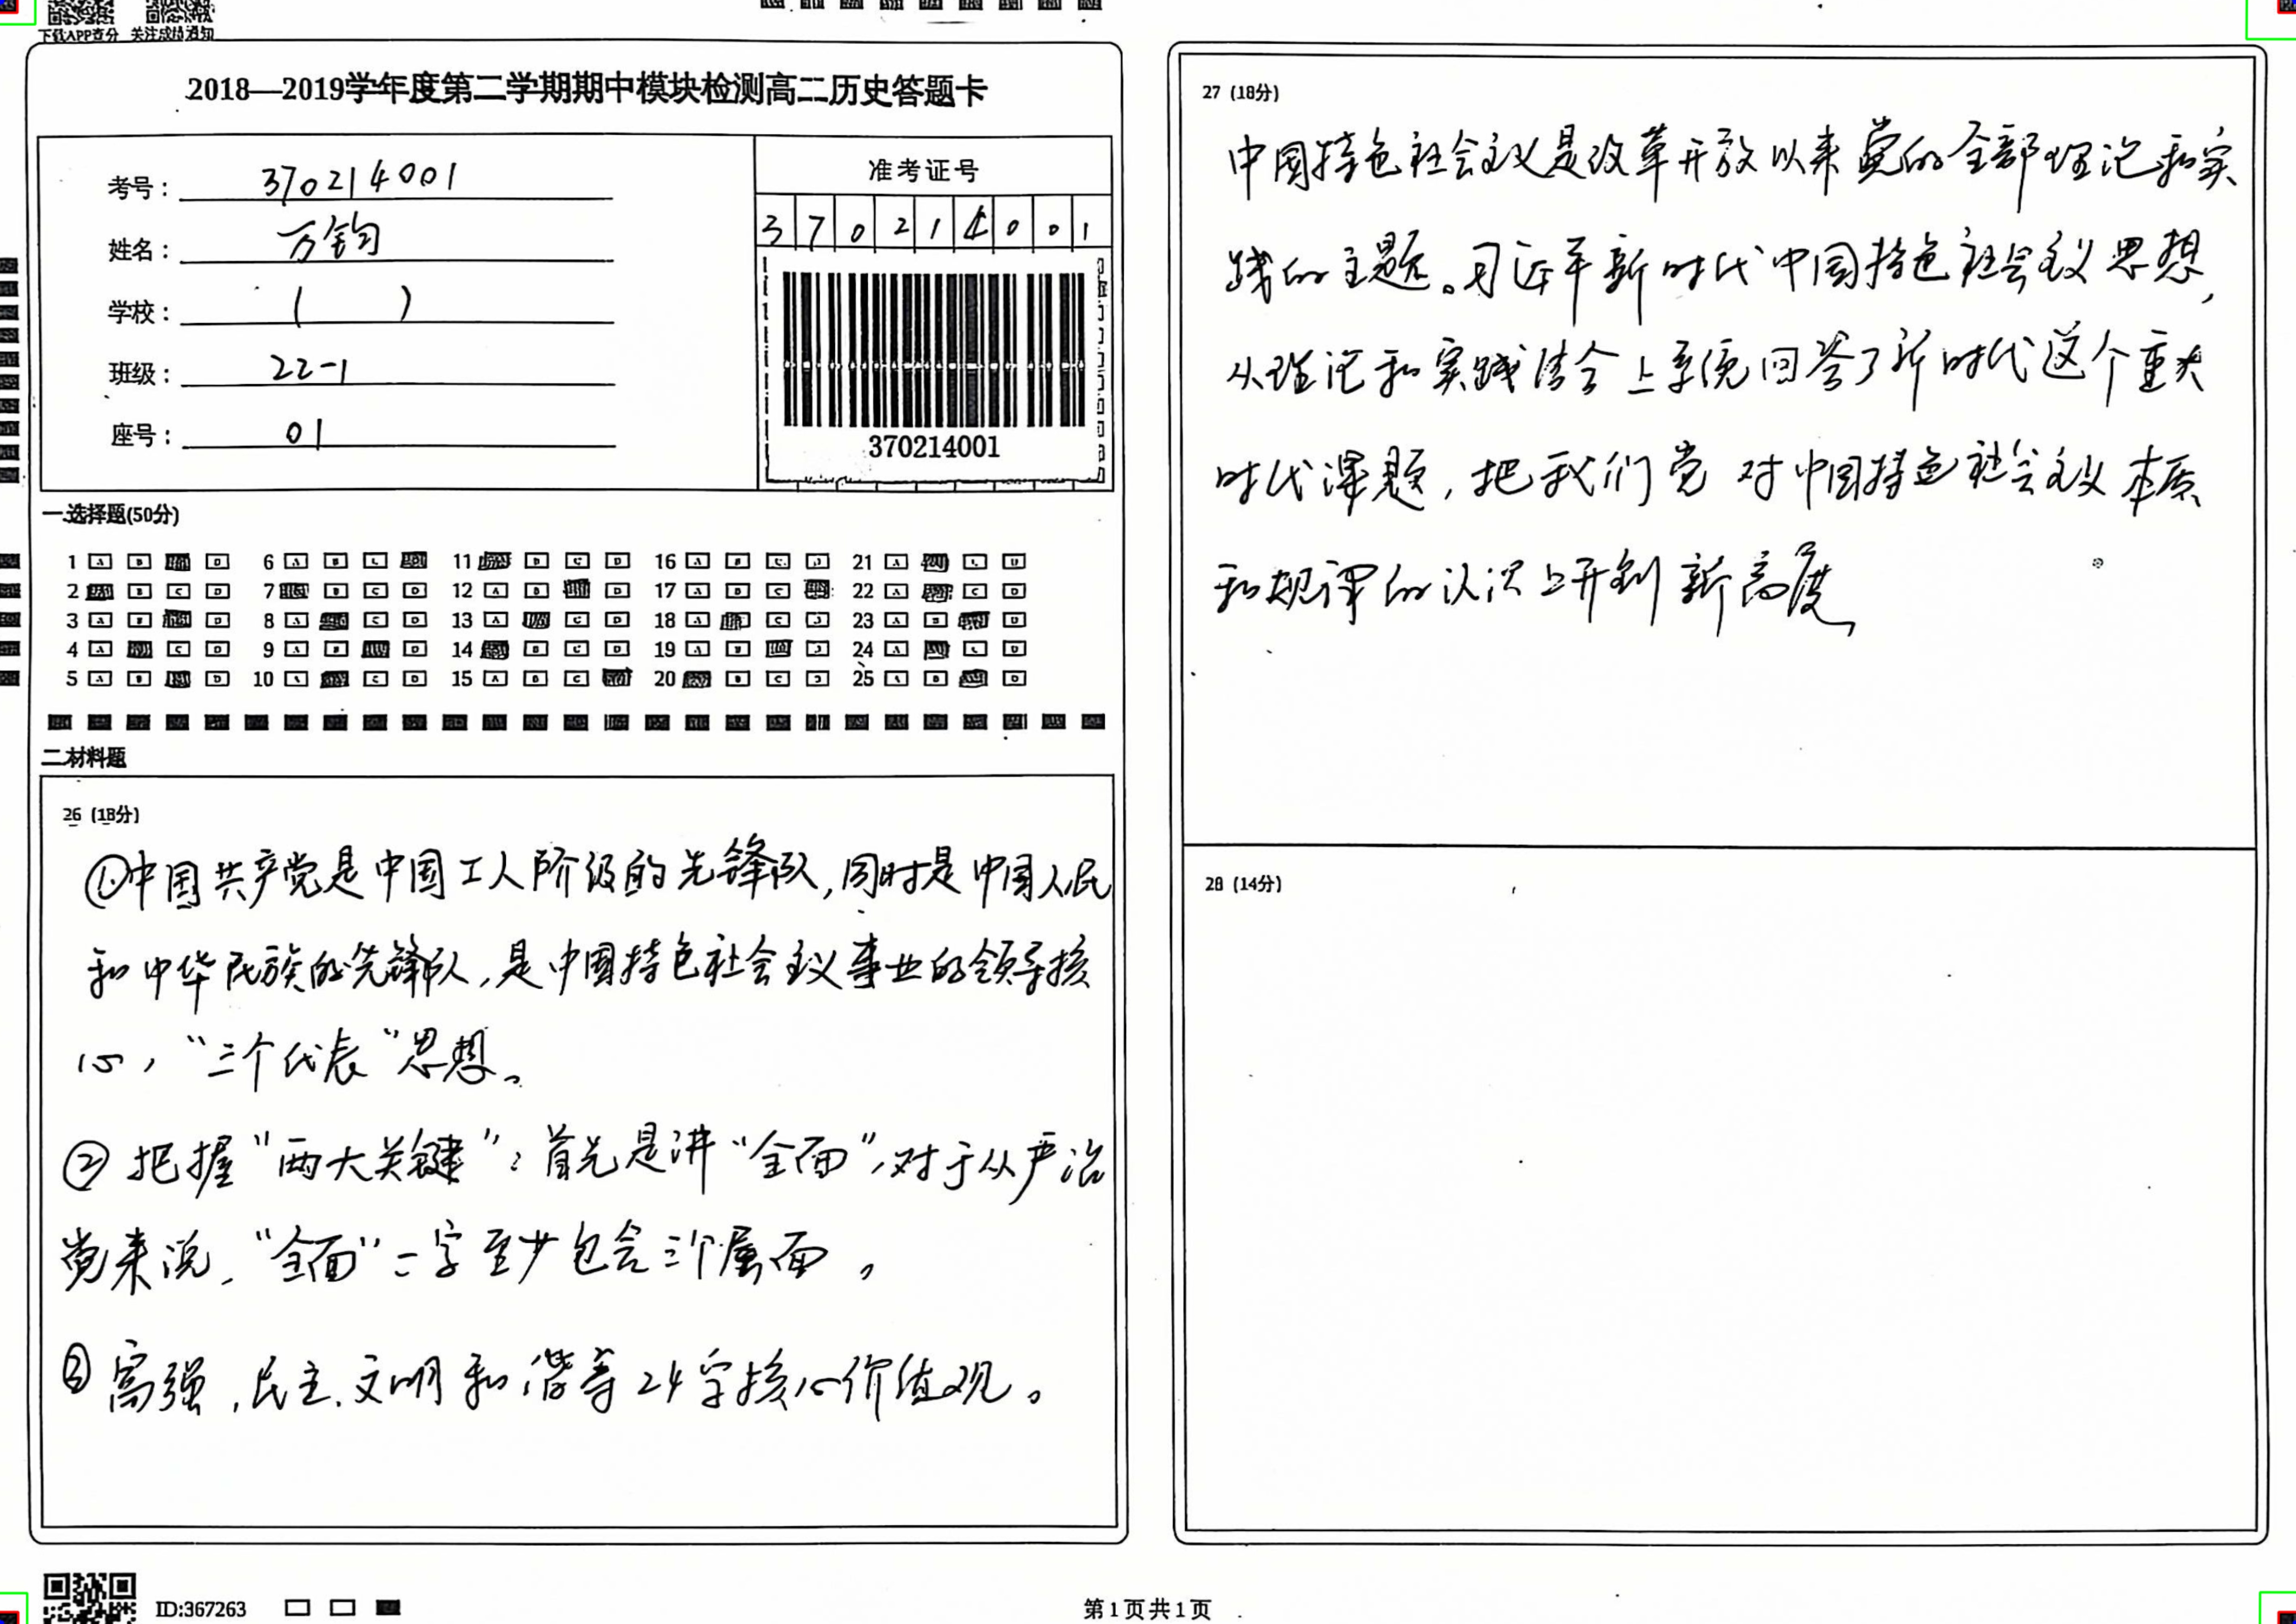 下载APP查分 关注成绩通知
2018—2019学年度第二学期期中模块检测高二历史答题卡
考号： 370214001
姓名： 万钧
学校： （ ）
班级： 22-1
座号： 01
准考证号
3 7 0 2 1 4 0 0 1
370214001
一.选择题(50分)
1 A B D 6 A B C 11 B C D 16 A B C D 21 A C D
2 B C D 7 B C D 12 A B D 17 A B C 22 A C D
3 A B D 8 A C D 13 A C D 18 A C D 23 A B D
4 A C D 9 A B D 14 B C D 19 A B D 24 A C D
5 A B D 10 A C D 15 A B C 20 B C D 25 A B D
二.材料题
26 (18分)
①中国共产党是中国工人阶级的先锋队,同时是中国人民
和中华民族的先锋队,是中国特色社会主义事业的领导核
心，“三个代表”思想。
② 把握“两大关键”：首先是讲“全面”,对于从严治
党来说、“全面”二字至少包含三个层面。
③ 富强,民主、文明和谐等24字核心价值观。
27 (18分)
中国特色社会主义是改革开放以来党的全部理论和实
践的主题。习近平新时代中国特色社会主义思想,
从理论和实践结合上系统回答了新时代这个重大
时代课题,把我们党对中国特色社会主义本质
和规律的认识上升到新高度
28 (14分)
ID:367263
第1页共1页